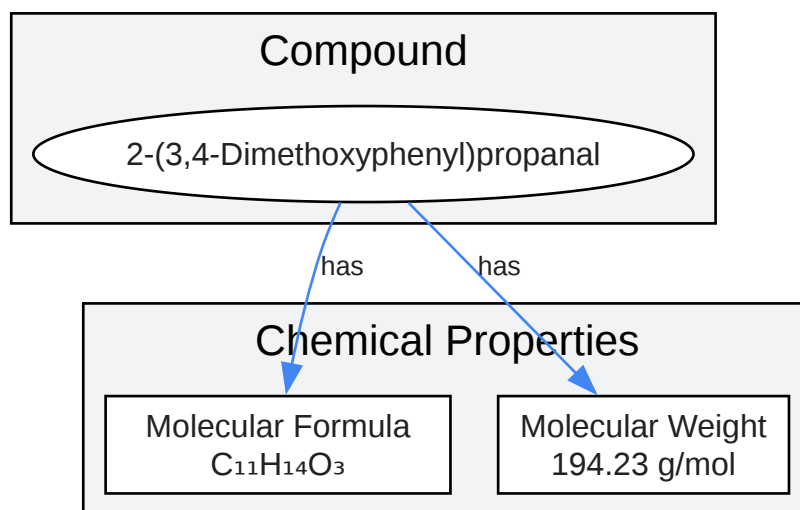 Compound
2-(3,4-Dimethoxyphenyl)propanal
has
has
Chemical Properties
Molecular Formula
C₁₁H₁₄O₃
Molecular Weight
194.23 g/mol